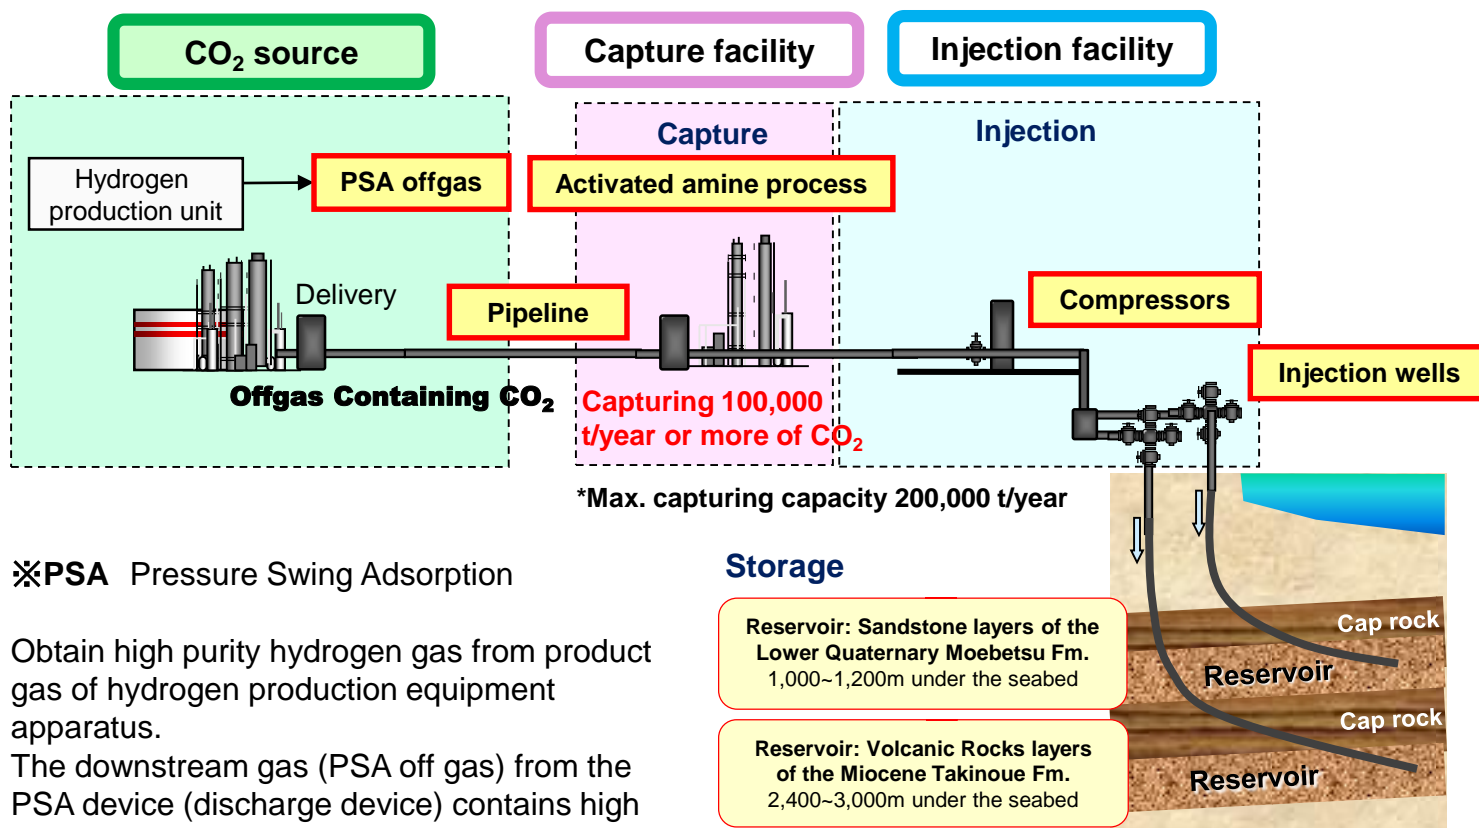 CO₂ source
Capture facility
Injection facility
Capture
Injection
Hydrogen
production unit
PSA offgas
Activated amine process
Delivery
Pipeline
Compressors
Injection wells
Offgas Containing CO₂
Capturing 100,000
t/year or more of CO₂
*Max. capturing capacity 200,000 t/year
※PSA Pressure Swing Adsorption
Obtain high purity hydrogen gas from product
gas of hydrogen production equipment
apparatus.
The downstream gas (PSA off gas) from the
PSA device (discharge device) contains high
Storage
Reservoir: Sandstone layers of the
Lower Quaternary Moebetsu Fm.
1,000~1,200m under the seabed
Reservoir: Volcanic Rocks layers
of the Miocene Takinoue Fm.
2,400~3,000m under the seabed
Cap rock
Reservoir
Cap rock
Reservoir